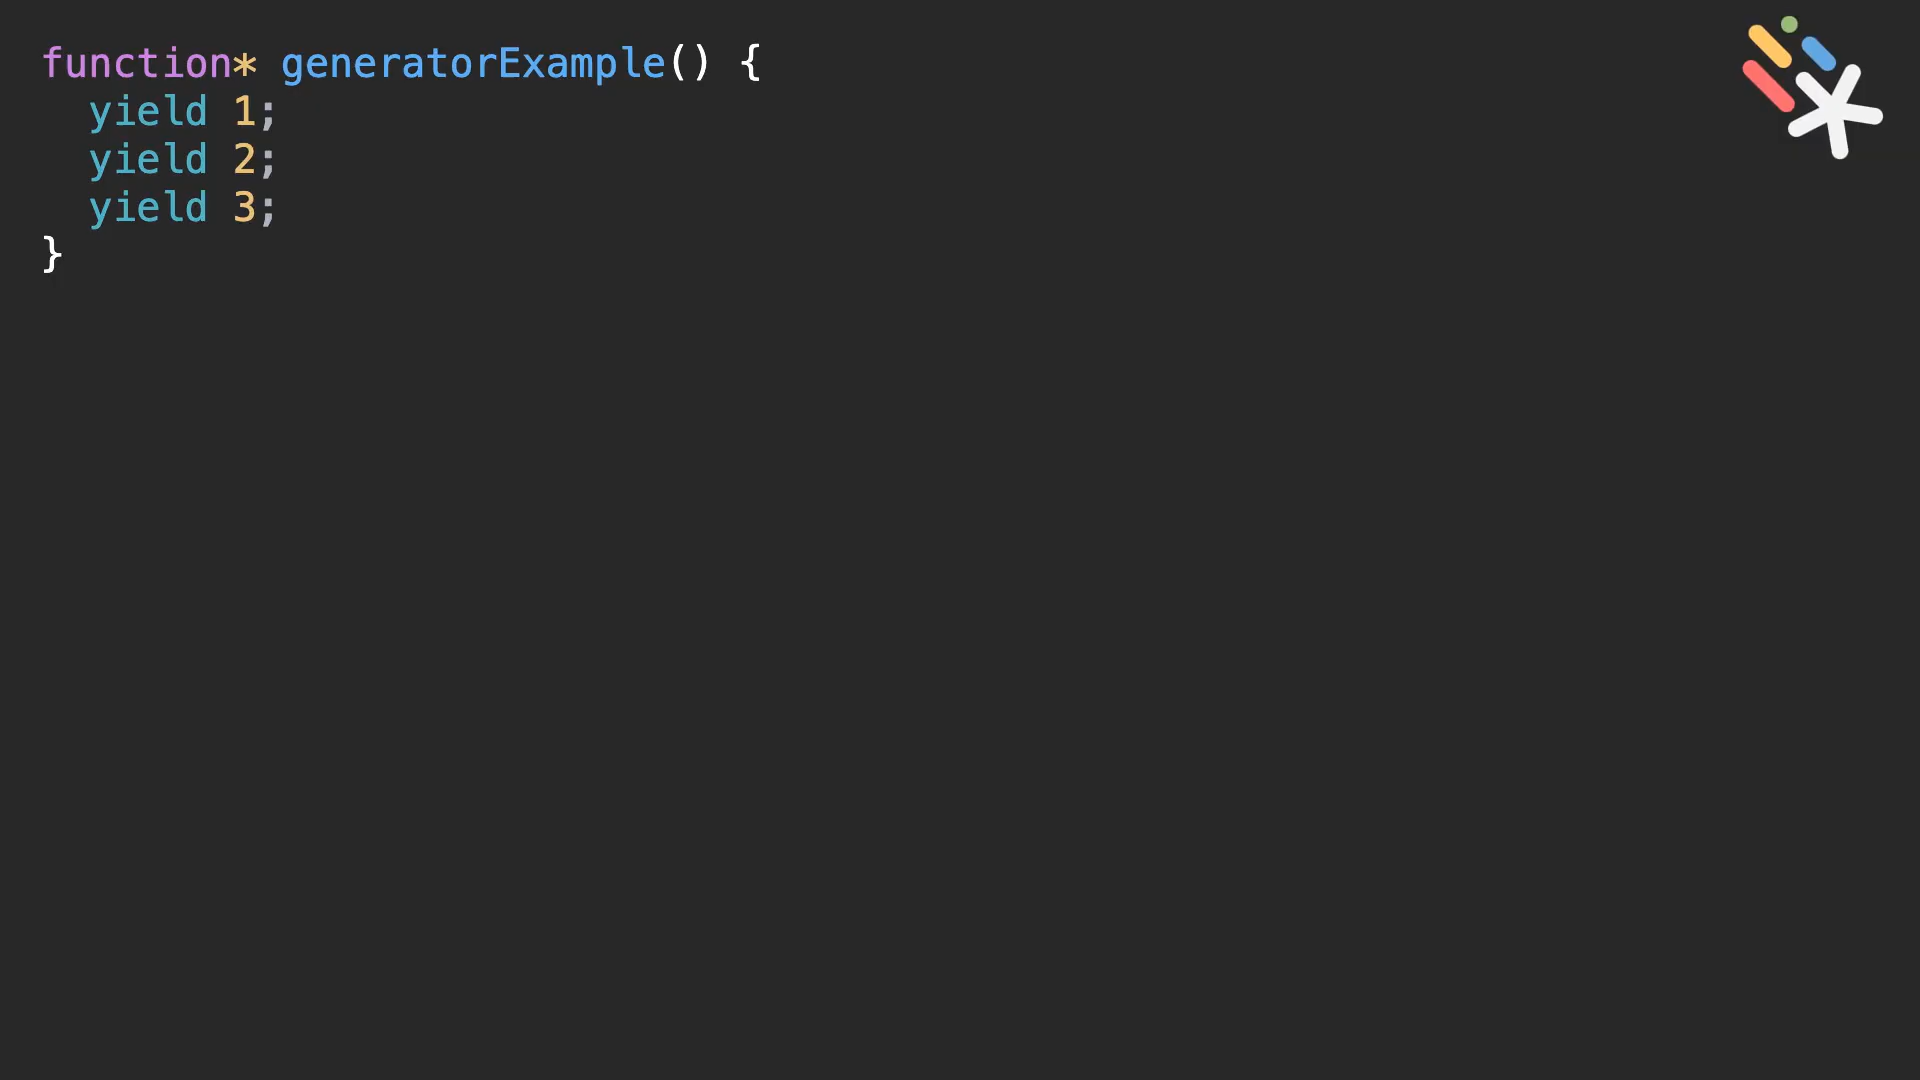 function* generatorExample() {
  yield 1;
  yield 2;
  yield 3;
}